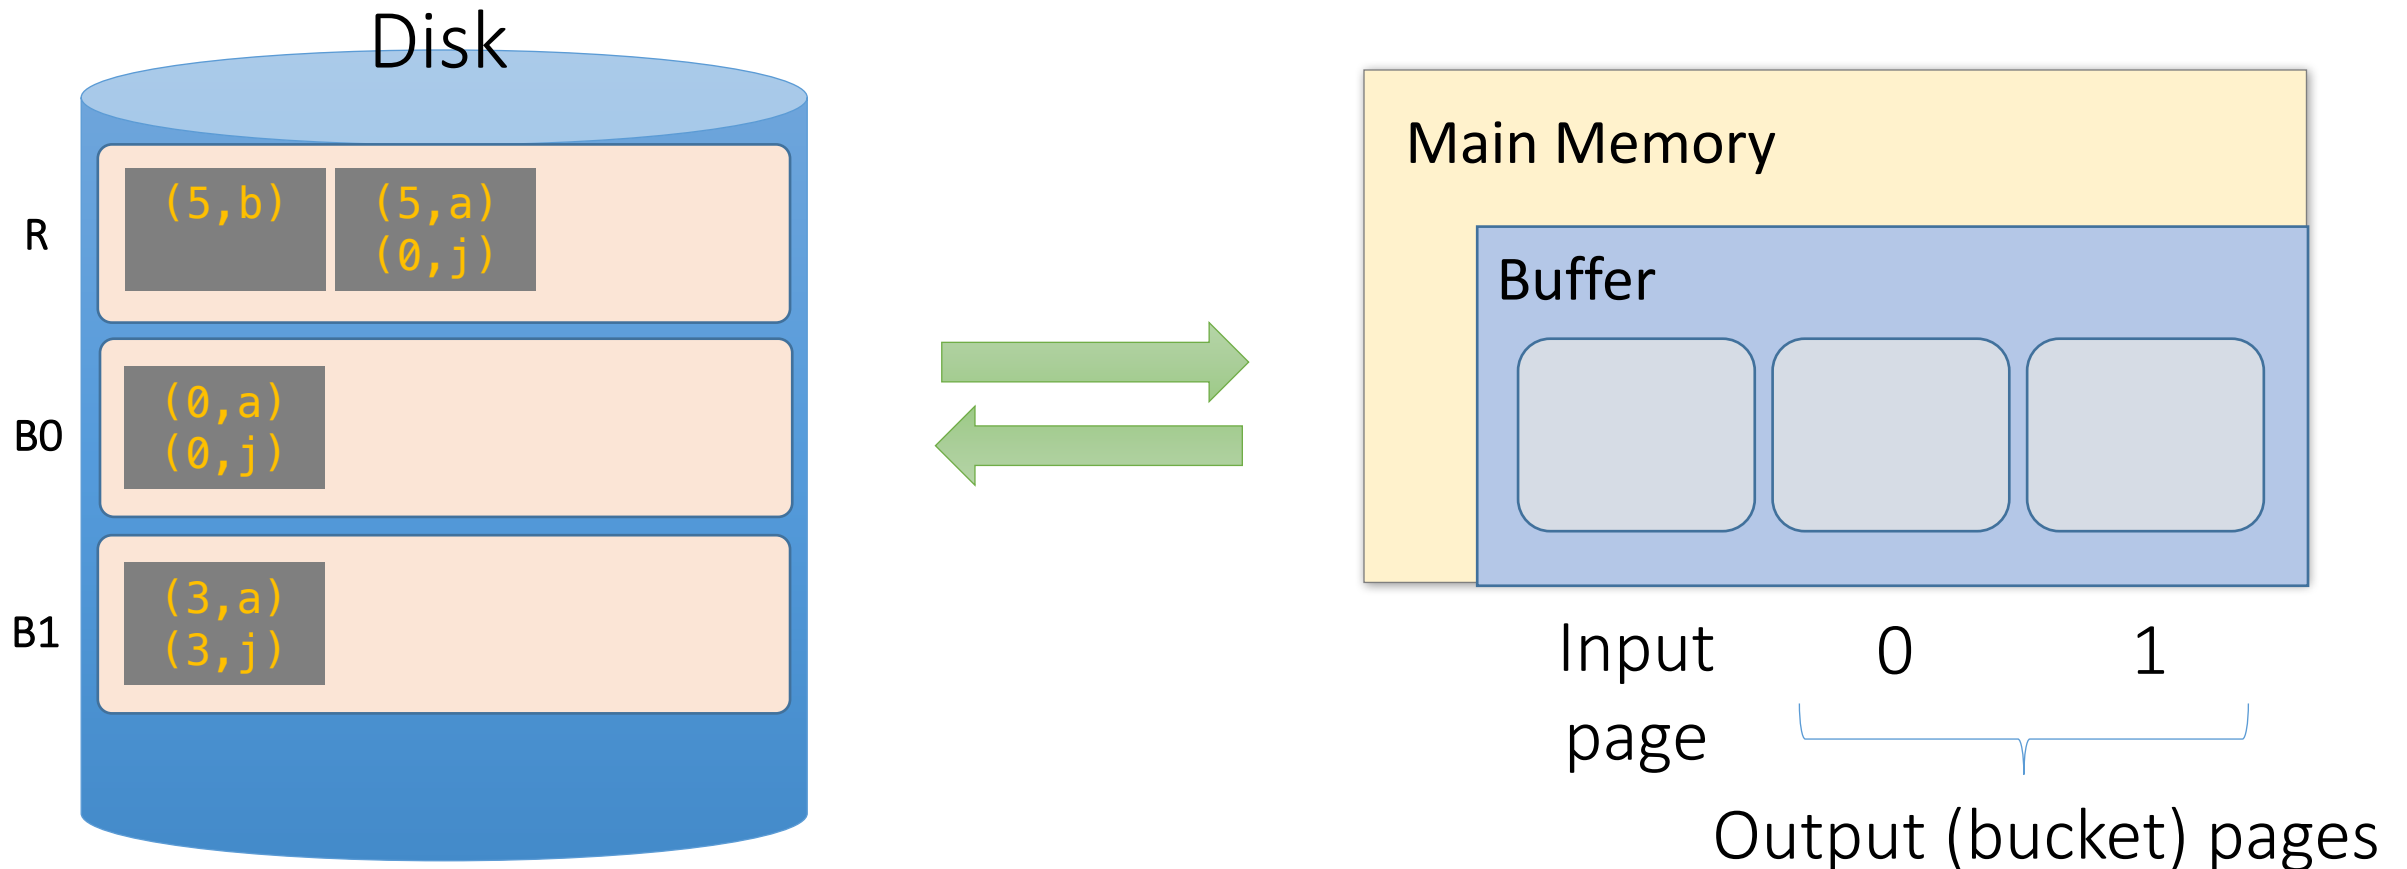 Disk
R
(5,b)
(5,a)
(0,j)
B0
(0,a)
(0,j)
B1
(3,a)
(3,j)
Main Memory
Buffer
Input
page
0
1
Output (bucket) pages